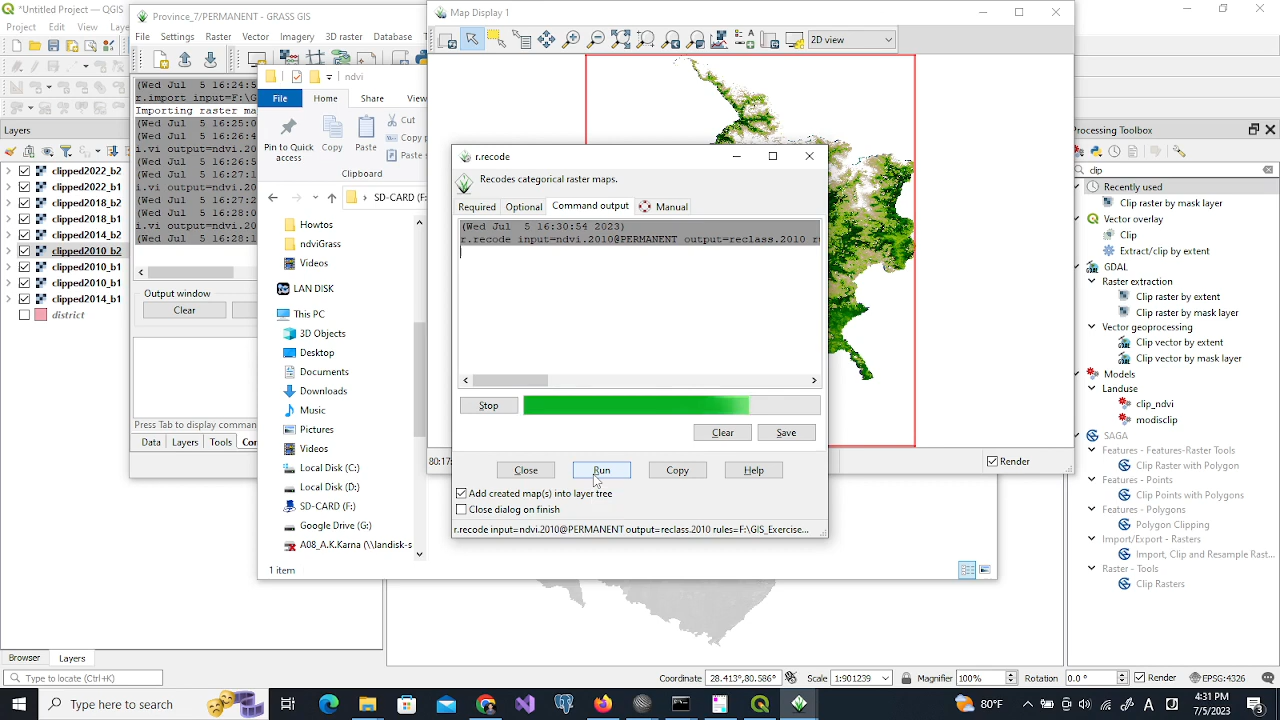 *Untitled Project — QGIS
Project
Edit
View
Laye
Layers
clipped2022_b2
clipped2022_b1
clipped2018_b2
clipped2018_b1
clipped2014_b2
clipped2010_b2
clipped2010_b1
clipped2010_b1
clipped2014_b1
district
Browser
Layers
Type to locate (Ctrl+K)
Province_7/PERMANENT - GRASS GIS
File
Settings
Raster
Vector
Imagery
3D raster
Database
(Wed Jul  5 16:24:5
r.import input=F:\G
Importing raster ma
(Wed Jul  5 16:25:0
(Wed Jul  5 16:26:4
i.vi output=ndvi.20
(Wed Jul  5 16:26:5
i.vi output=ndvi.20
(Wed Jul  5 16:27:2
i.vi output=ndvi.20
(Wed Jul  5 16:28:0
i.vi output=ndvi.20
(Wed Jul  5 16:28:1
Output window
Clear
Press Tab to display comman
Data
Layers
Tools
Con
ndvi
File
Home
Share
View
Pin to Quick access
Copy
Paste
Cut
Copy p
Paste s
Clipboard
SD-CARD (F:
Howtos
ndviGrass
Videos
LAN DISK
This PC
3D Objects
Desktop
Documents
Downloads
Music
Pictures
Videos
Local Disk (C:)
Local Disk (D:)
SD-CARD (F:)
Google Drive (G:)
A08_A.K.Karna (\\landisk-s
1 item
Map Display 1
2D view
80:17
Render
r.recode
Recodes categorical raster maps.
Required
Optional
Command output
Manual
(Wed Jul  5 16:30:54 2023)
r.recode input=ndvi.2010@PERMANENT output=reclass.2010 ru
Stop
Clear
Save
Close
Run
Copy
Help
Add created map(s) into layer tree
Close dialog on finish
r.recode input=ndvi.2010@PERMANENT output=reclass.2010 rules=F:\GIS_Exercise...
Processing Toolbox
clip
Recently used
Clip raster by mask layer
Vector overlay
Clip
Extract/clip by extent
GDAL
Raster extraction
Clip raster by extent
Clip raster by mask layer
Vector geoprocessing
Clip vector by extent
Clip vector by mask layer
Models
Landuse
clip_ndvi
modisclip
SAGA
Features - Features-Raster Tools
Clip Raster with Polygon
Features - Points
Clip Points with Polygons
Features - Polygons
Polygon Clipping
Import/Export - Rasters
Import, Clip and Resample Rast...
Raster - Tools
Clip Rasters
Coordinate
28.413°,80.586°
Scale
1:901239
Magnifier
100%
Rotation
0.0 °
Render
EPSG:4326
Type here to search
80°F
4:31 PM
7/5/2023